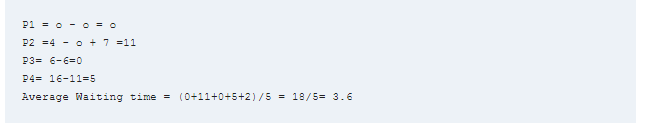 P1 = o - o = o
P2 =4 - o + 7 =11
P3= 6-6=0
P4= 16-11=5
Average Waiting time = (0+11+0+5+2)/5 = 18/5= 3.6